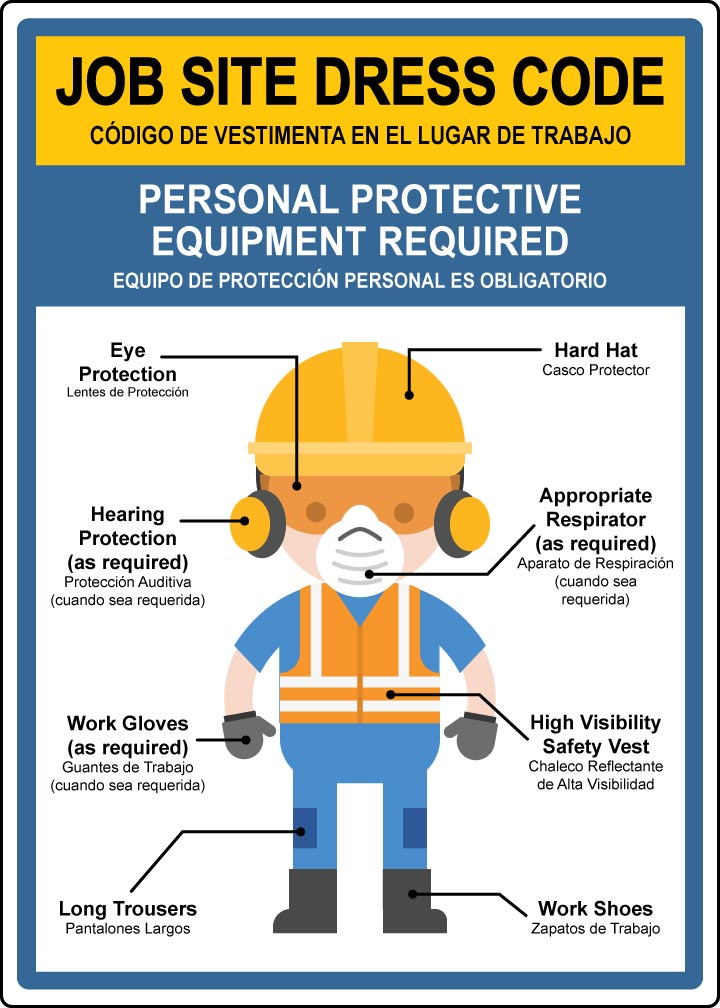 JOB SITE DRESS CODE
CÓDIGO DE VESTIMENTA EN EL LUGAR DE TRABAJO
PERSONAL PROTECTIVE
EQUIPMENT REQUIRED
EQUIPO DE PROTECCIÓN PERSONAL ES OBLIGATORIO
Eye
Protection
Lentes de Protección
Hard Hat
Casco Protector
Hearing
Protection
(as required)
Protección Auditiva
(cuando sea requerida)
Appropriate
Respirator
(as required)
Aparato de Respiración
(cuando sea
requerida)
Work Gloves
(as required)
Guantes de Trabajo
(cuando sea requerida)
High Visibility
Safety Vest
Chaleco Reflectante
de Alta Visibilidad
Long Trousers
Pantalones Largos
Work Shoes
Zapatos de Trabajo